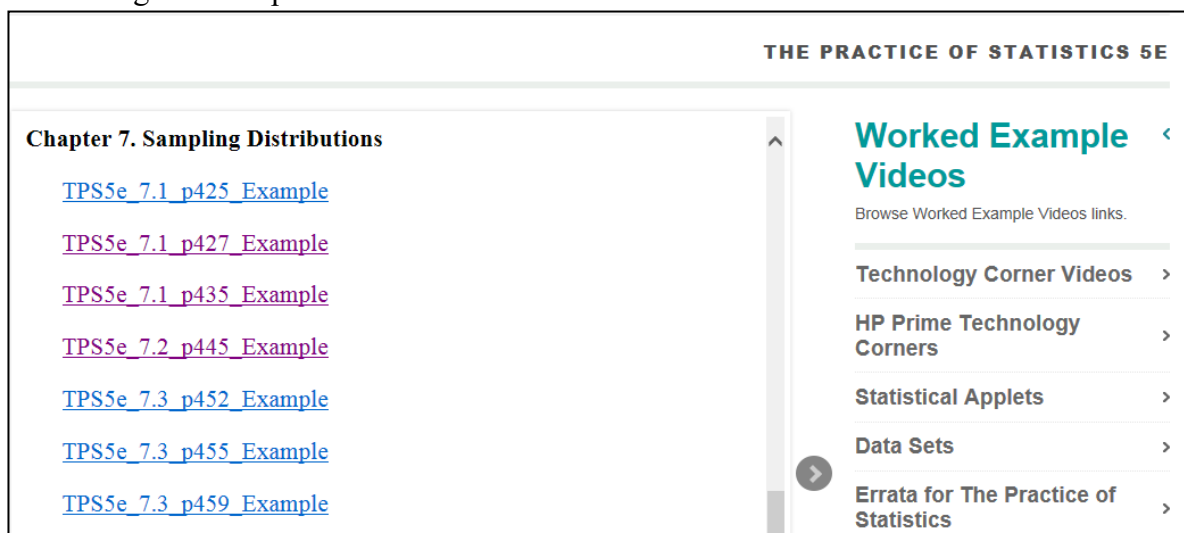 THE PRACTICE OF STATISTICS 5E
Chapter 7. Sampling Distributions
TPS5e_7.1_p425_Example
TPS5e_7.1_p427_Example
TPS5e_7.1_p435_Example
TPS5e_7.2_p445_Example
TPS5e_7.3_p452_Example
TPS5e_7.3_p455_Example
TPS5e_7.3_p459_Example
Worked Example
Videos
Browse Worked Example Videos links.
Technology Corner Videos
HP Prime Technology
Corners
Statistical Applets
Data Sets
Errata for The Practice of
Statistics